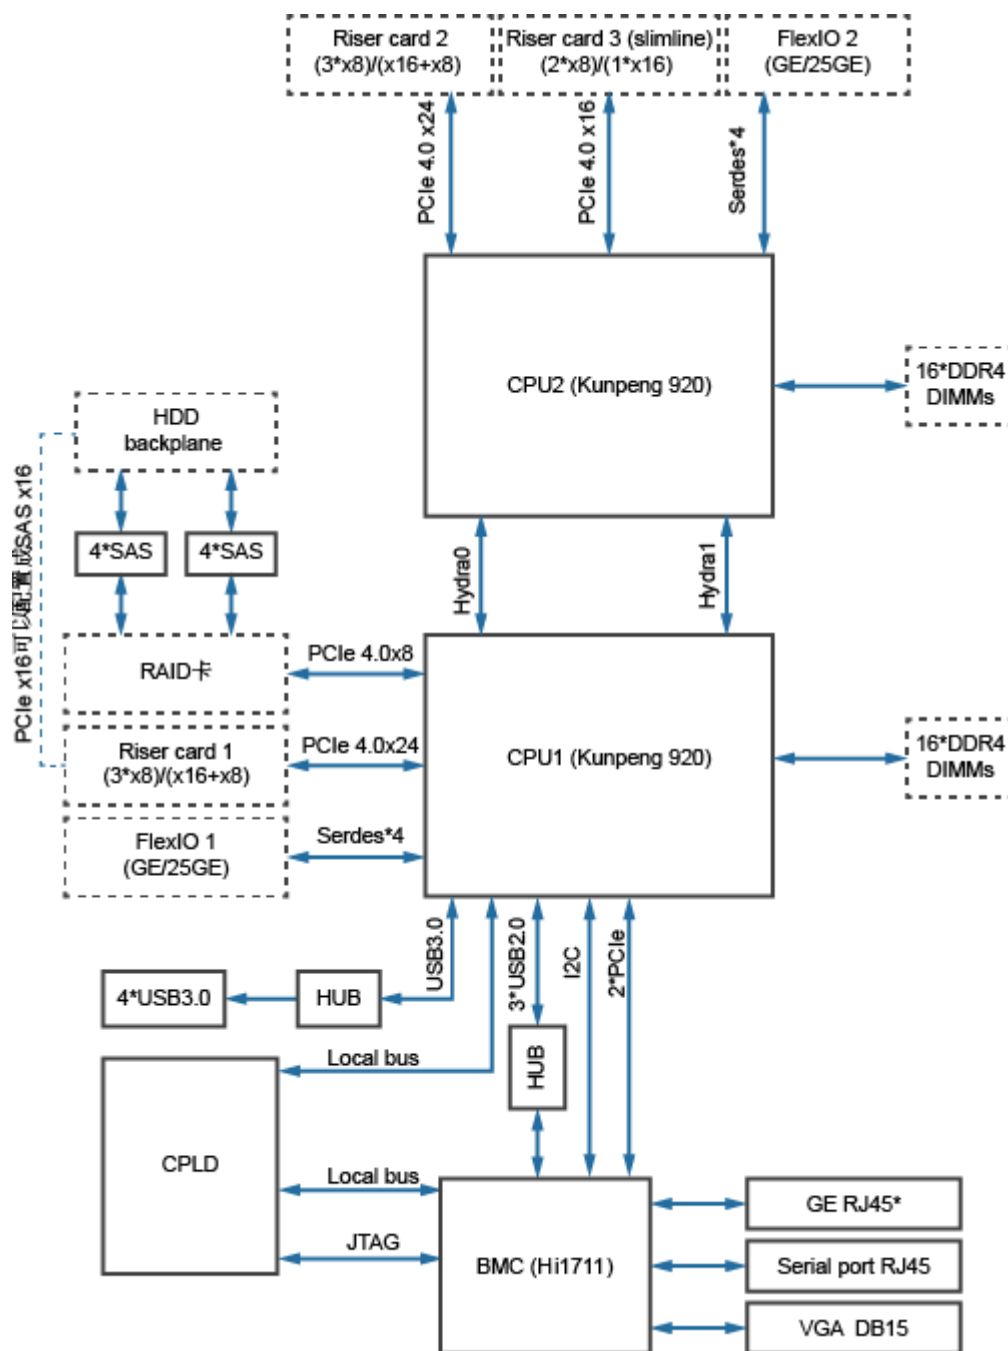 Riser card 2
(3*x8)/(x16+x8)
Riser card 3 (slimline)
(2*x8)/(1*x16)
FlexIO 2
(GE/25GE)
PCIe 4.0 x24
PCIe 4.0 x16
Serdes*4
CPU2 (Kunpeng 920)
16*DDR4
DIMMs
HDD
backplane
4*SAS
4*SAS
PCIe x16可以配置成SAS x16
Hydra0
Hydra1
RAID卡
PCIe 4.0x8
Riser card 1
(3*x8)/(x16+x8)
PCIe 4.0x24
CPU1 (Kunpeng 920)
16*DDR4
DIMMs
FlexIO 1
(GE/25GE)
Serdes*4
USB3.0
3*USB2.0
I2C
2*PCIe
4*USB3.0
HUB
HUB
Local bus
CPLD
Local bus
JTAG
BMC (Hi1711)
GE RJ45*
Serial port RJ45
VGA DB15